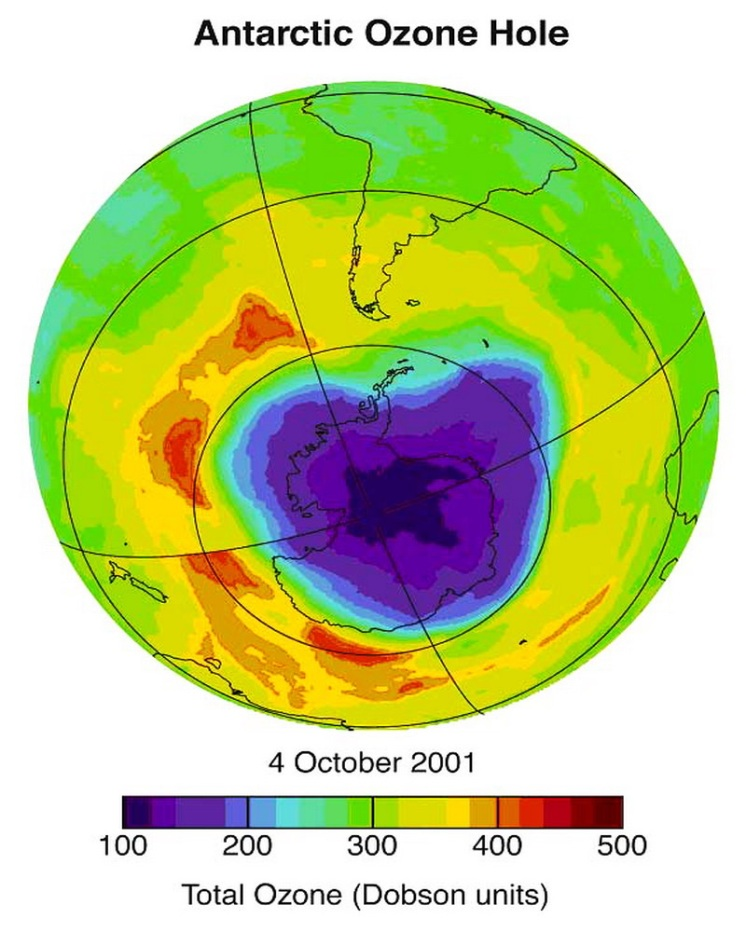 Antarctic Ozone Hole
4 October 2001
100 200 300 400 500
Total Ozone (Dobson units)